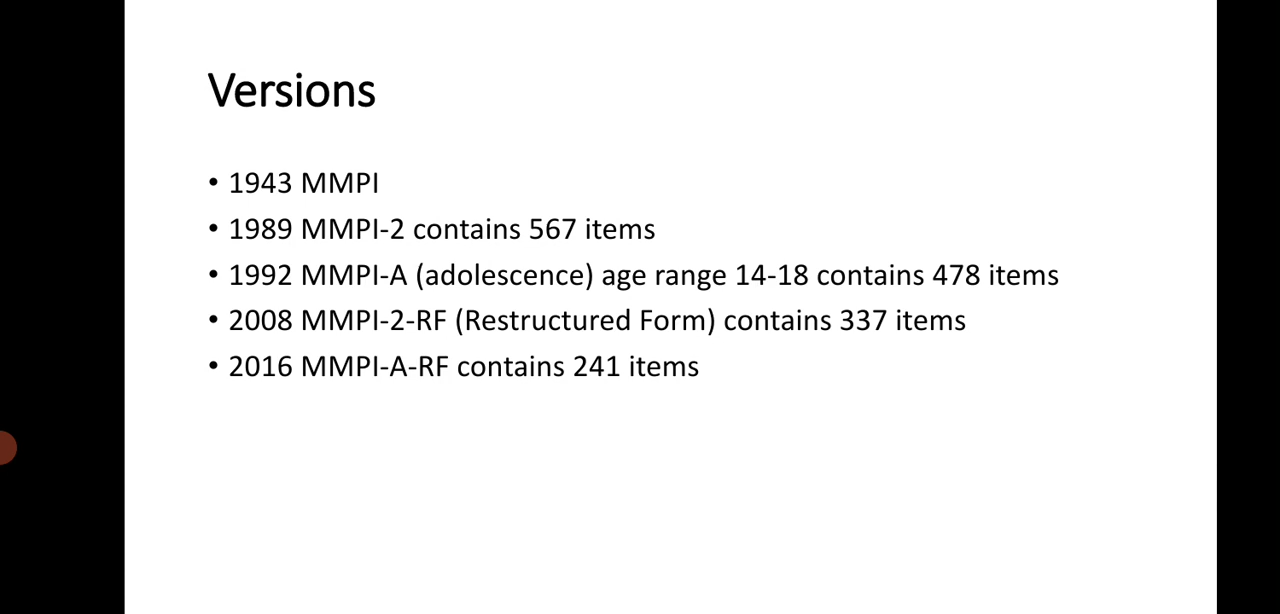 Versions
• 1943 MMPI
• 1989 MMPI-2 contains 567 items
• 1992 MMPI-A (adolescence) age range 14-18 contains 478 items
• 2008 MMPI-2-RF (Restructured Form) contains 337 items
• 2016 MMPI-A-RF contains 241 items